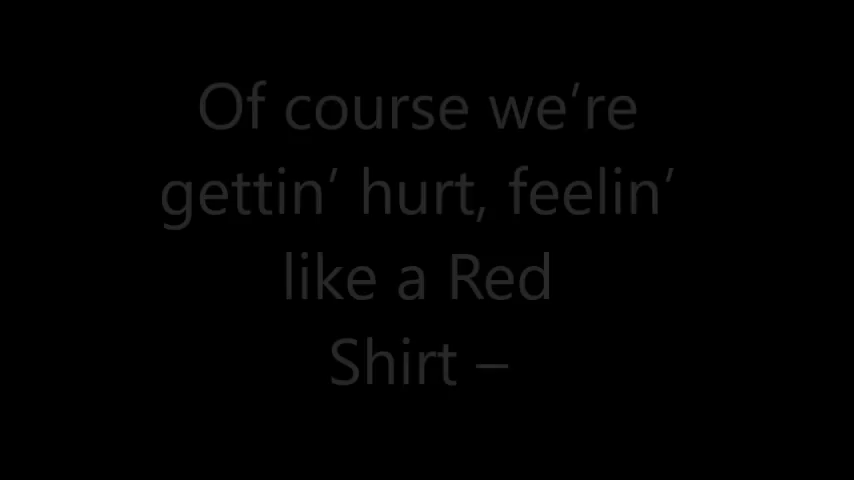 Of course we’re
gettin’ hurt, feelin’
like a Red
Shirt –